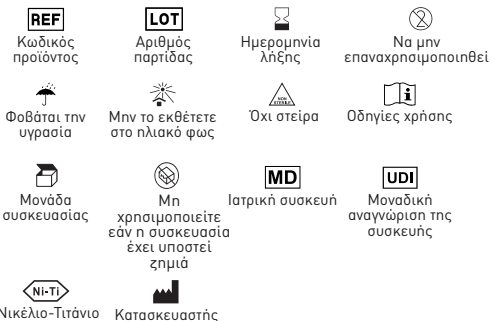 REF
LOT
Κωδικός
προϊόντος
Αριθμός
παρτίδας
Ημερομηνία
λήξης
2
Να μην
επαναχρησιμοποιηθεί
Φοβάται την
υγρασία
Μην το εκθέτετε
στο ηλιακό φως
NON
STERILE
Όχι στείρα
i
Οδηγίες χρήσης
Μονάδα
συσκευασίας
Μη
χρησιμοποιείτε
εάν η συσκευασία
έχει υποστεί
ζημιά
MD
Ιατρική συσκευή
UDI
Μοναδική
αναγνώριση της
συσκευής
Ni-Ti
Νικέλιο-Τιτάνιο
Κατασκευαστής